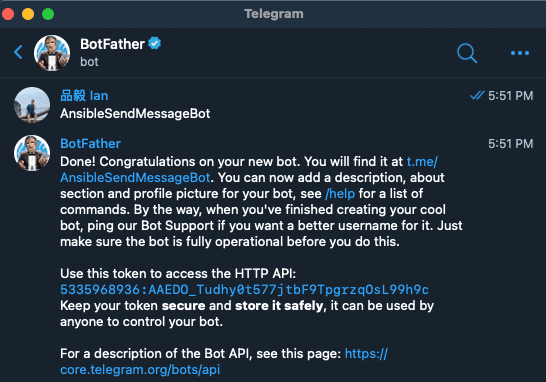 Telegram
BotFather
bot
品毅 Ian
5:51 PM
AnsibleSendMessageBot
BotFather
5:51 PM
Done! Congratulations on your new bot. You will find it at t.me/
AnsibleSendMessageBot. You can now add a description, about
section and profile picture for your bot, see /help for a list of
commands. By the way, when you've finished creating your cool
bot, ping our Bot Support if you want a better username for it. Just
make sure the bot is fully operational before you do this.
Use this token to access the HTTP API:
5335968936:AAEDO_Tudhy0t577jtbF9TpgrzqOsL99h9c
Keep your token secure and store it safely, it can be used by
anyone to control your bot.
For a description of the Bot API, see this page: https://
core.telegram.org/bots/api